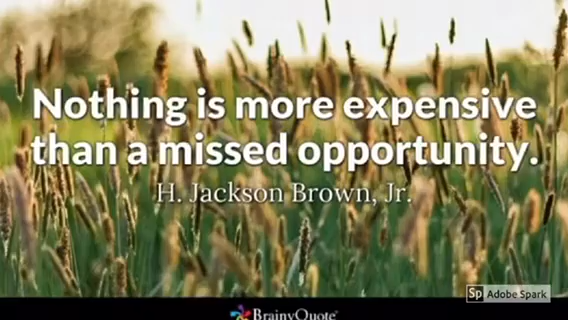 Nothing is more expensive
than a missed opportunity.
H. Jackson Brown, Jr.
Sp Adobe Spark
BrainyQuote